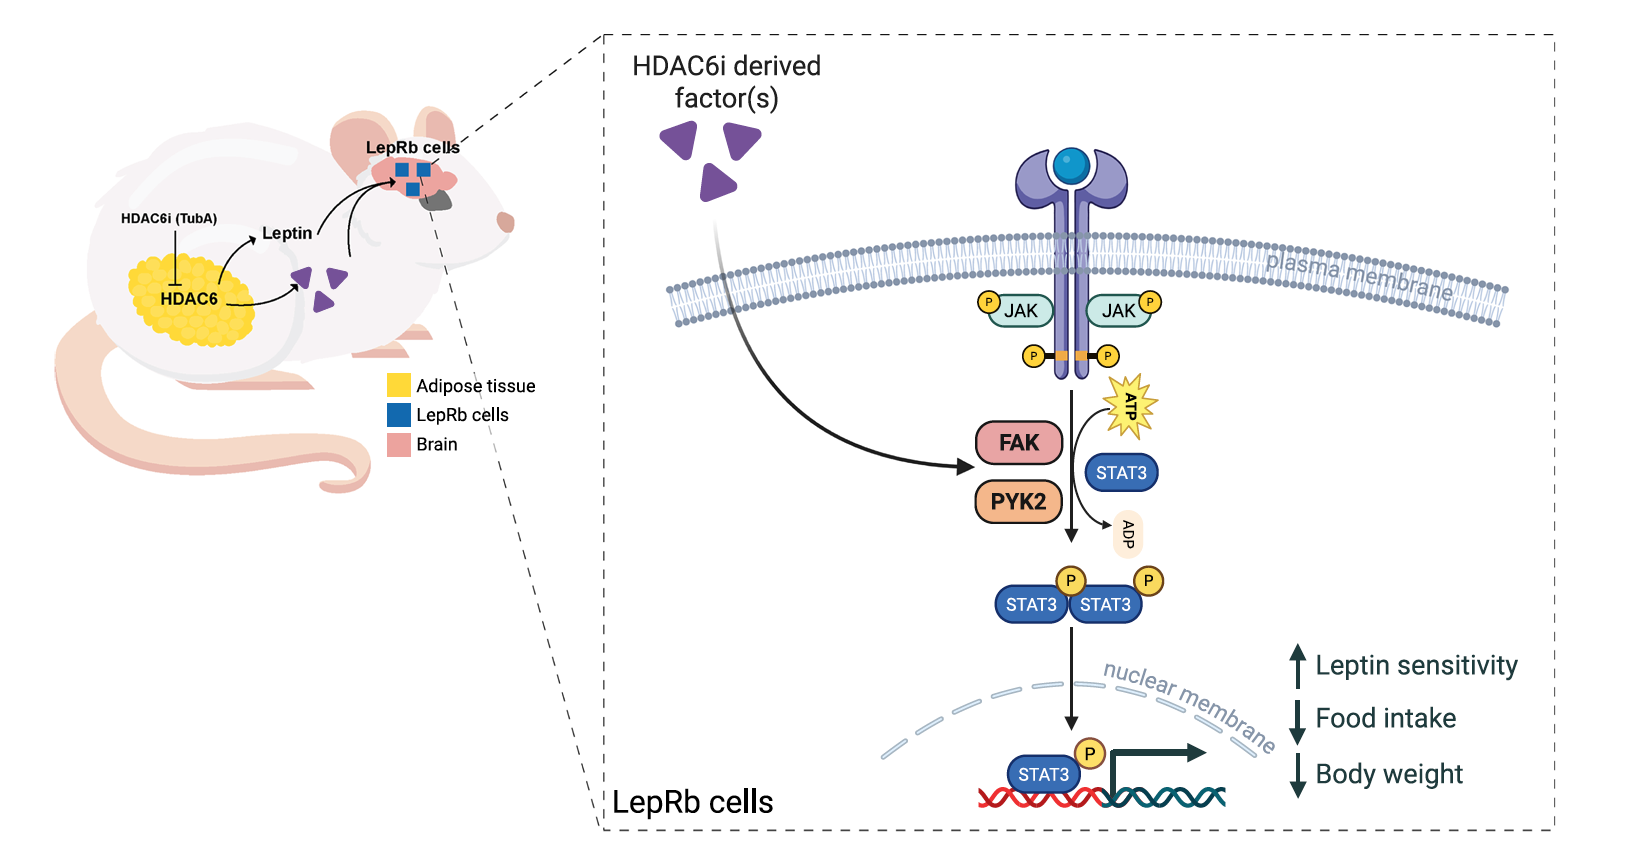 HDAC6i derived
factor(s)
LepRb cells
HDAC6i (TubA)
Leptin
HDAC6
Adipose tissue
LepRb cells
Brain
plasma membrane
P
JAK
JAK
P
P
P
ATP
FAK
STAT3
PYK2
ADP
P
P
STAT3
STAT3
nuclear membrane
P
STAT3
Leptin sensitivity
Food intake
Body weight
LepRb cells